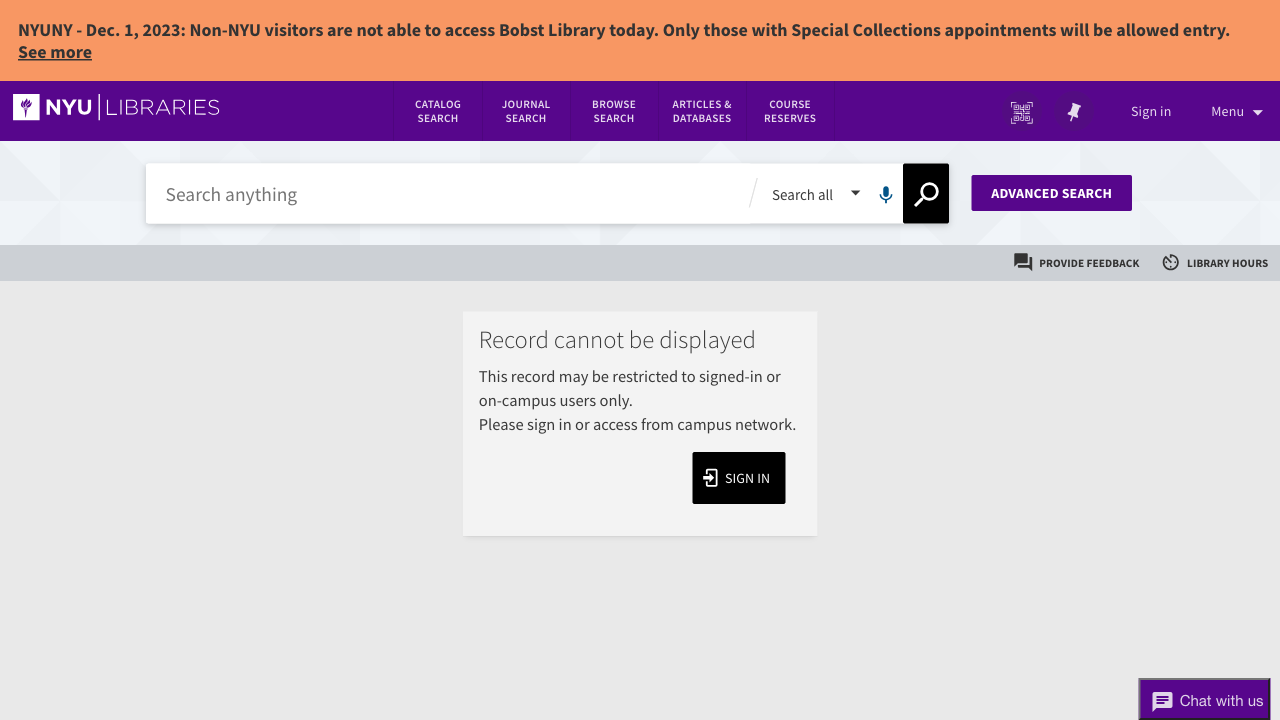 NYUNY - Dec. 1, 2023: Non-NYU visitors are not able to access Bobst Library today. Only those with Special Collections appointments will be allowed entry.
See more
NYU LIBRARIES
CATALOG
SEARCH
JOURNAL
SEARCH
BROWSE
SEARCH
ARTICLES &
DATABASES
COURSE
RESERVES
Sign in
Menu
Search anything
Search all
ADVANCED SEARCH
PROVIDE FEEDBACK
LIBRARY HOURS
Record cannot be displayed
This record may be restricted to signed-in or
on-campus users only.
Please sign in or access from campus network.
SIGN IN
Chat with us